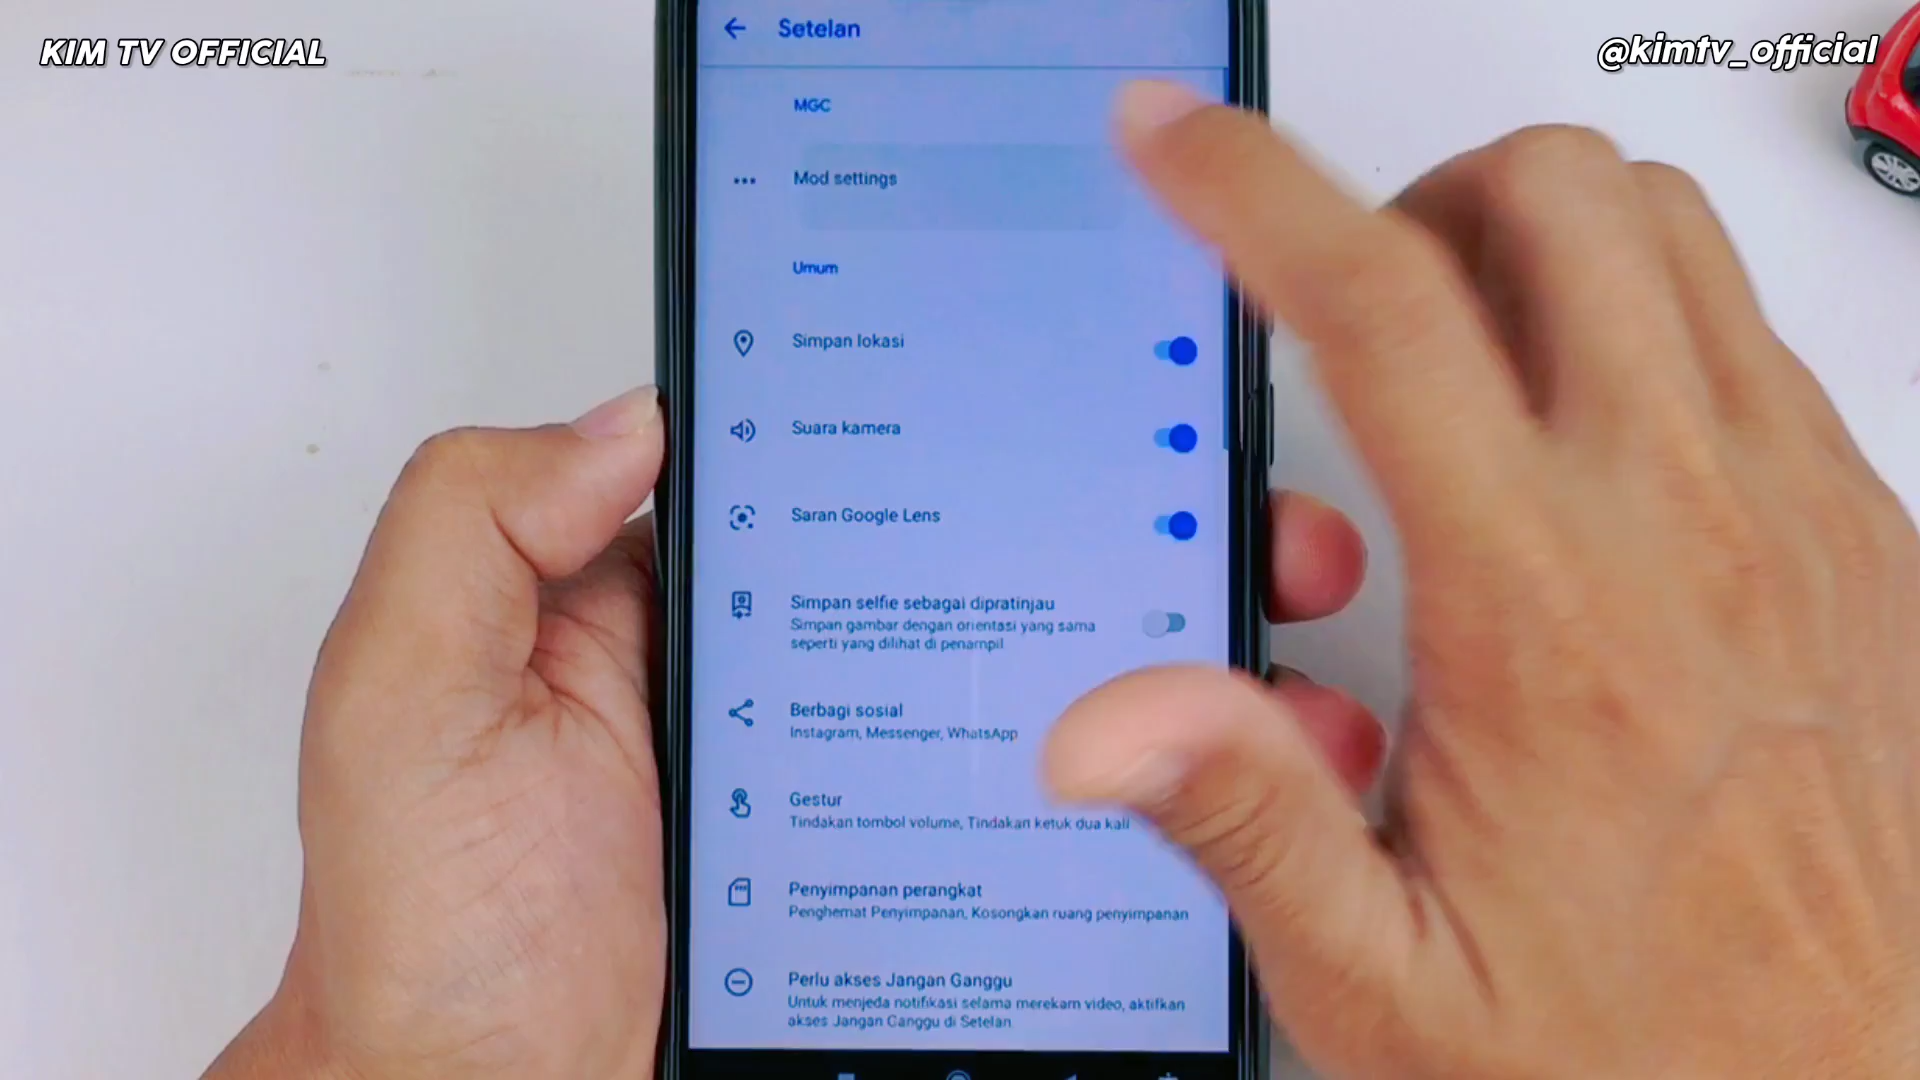 KIM TV OFFICIAL
@kimtv_official
Setelan
MGC
Mod settings
Umum
Simpan lokasi
Suara kamera
Saran Google Lens
Simpan selfie sebagai dipratinjau
Simpan gambar dengan orientasi yang sama
seperti yang dilihat di penampil
Berbagi sosial
Instagram, Messenger, WhatsApp
Gestur
Tindakan tombol volume, Tindakan ketuk dua kali
Penyimpanan perangkat
Penghemat Penyimpanan, Kosongkan ruang penyimpanan
Perlu akses Jangan Ganggu
Untuk menjeda notifikasi selama merekam video, aktifkan
akses Jangan Ganggu di Setelan